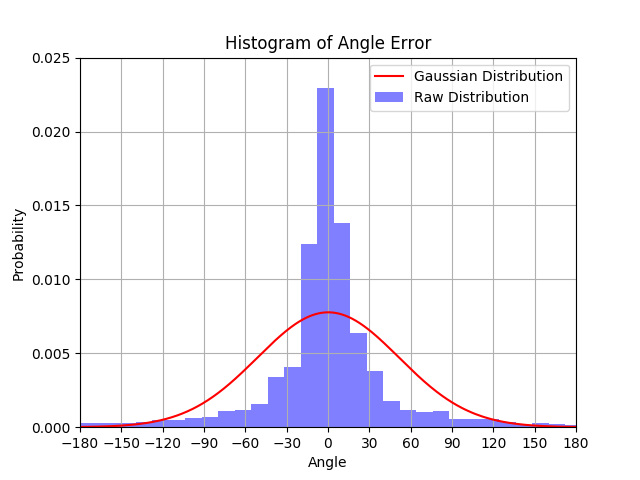 Histogram of Angle Error
Gaussian Distribution
Raw Distribution
Probability
0.025
0.020
0.015
0.010
0.005
0.000
−180 −150 −120 −90 −60 −30 0 30 60 90 120 150 180
Angle